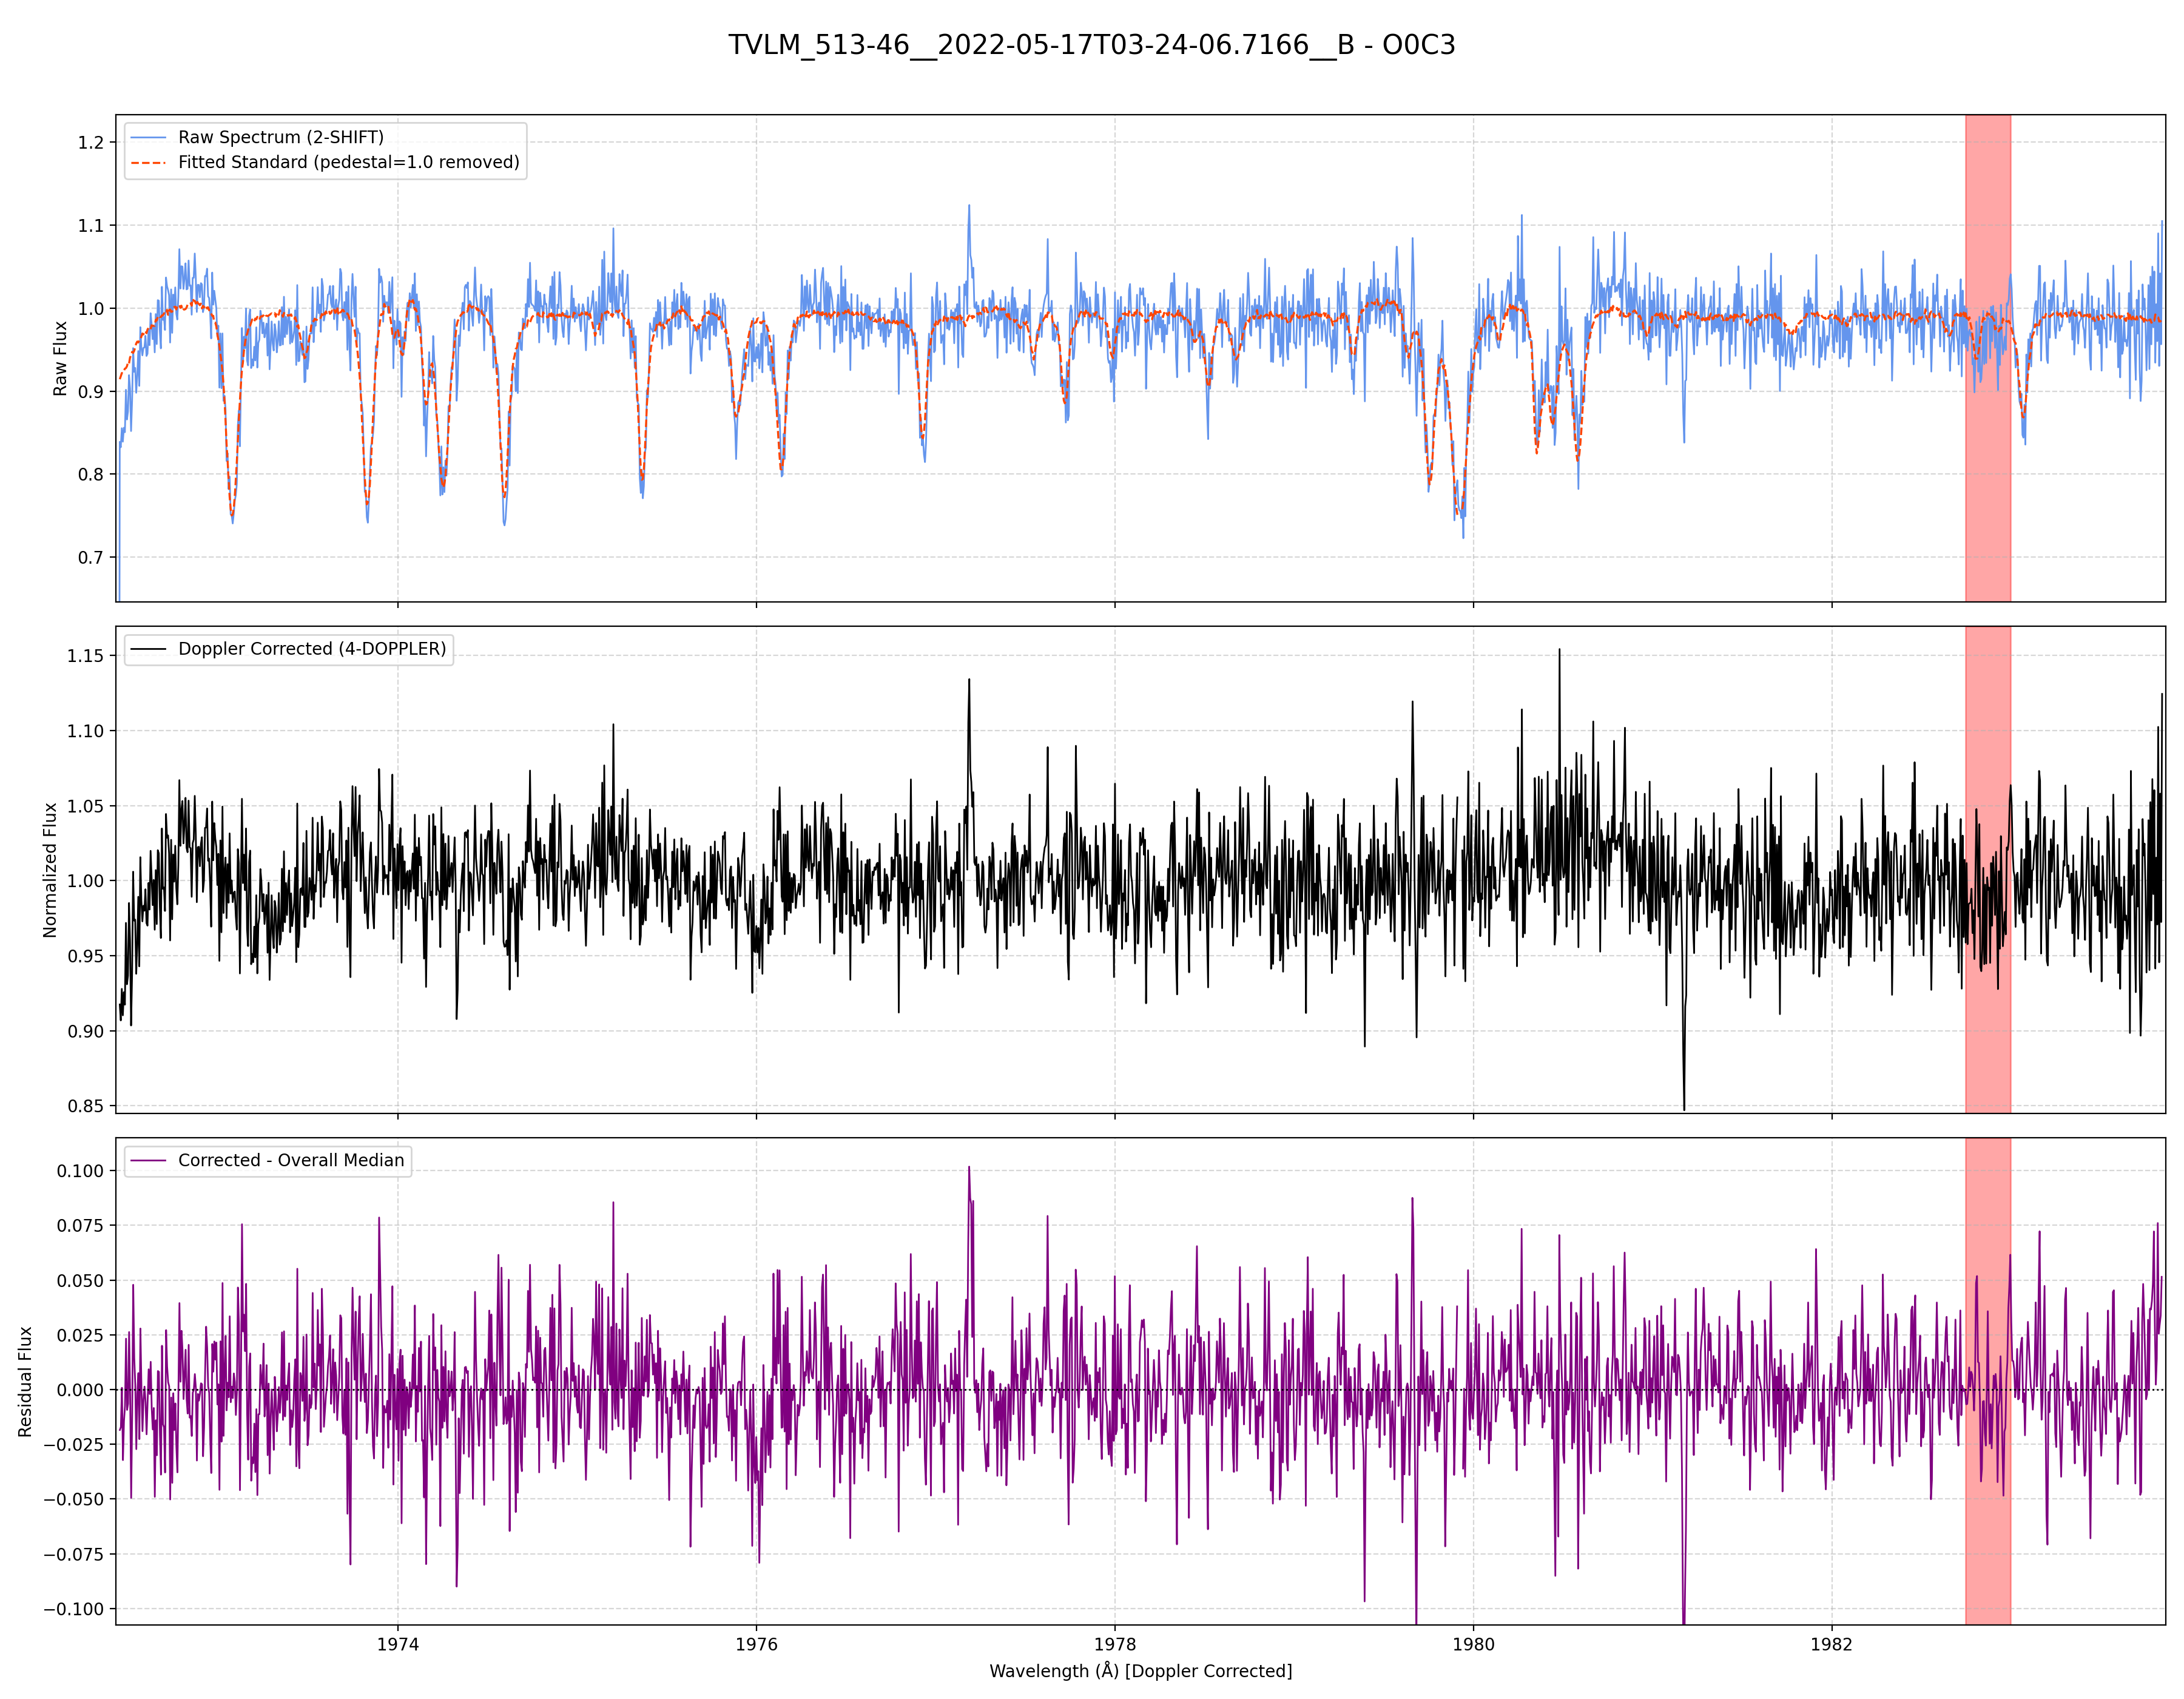 TVLM_513-46__2022-05-17T03-24-06.7166__B - O0C3
Raw Spectrum (2-SHIFT)
Fitted Standard (pedestal=1.0 removed)
1.2
1.1
1.0
0.9
0.8
0.7
Raw Flux
Doppler Corrected (4-DOPPLER)
1.15
1.10
1.05
1.00
0.95
0.90
0.85
Normalized Flux
Corrected - Overall Median
0.100
0.075
0.050
0.025
0.000
−0.025
−0.050
−0.075
−0.100
Residual Flux
1974 1976 1978 1980 1982
Wavelength (Å) [Doppler Corrected]